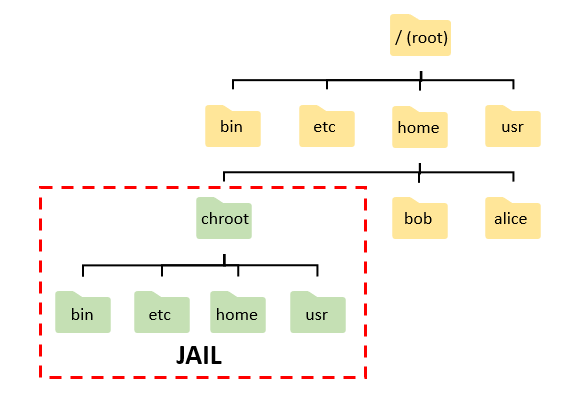 / (root)
bin
etc
home
usr
chroot
bob
alice
bin
etc
home
usr
JAIL